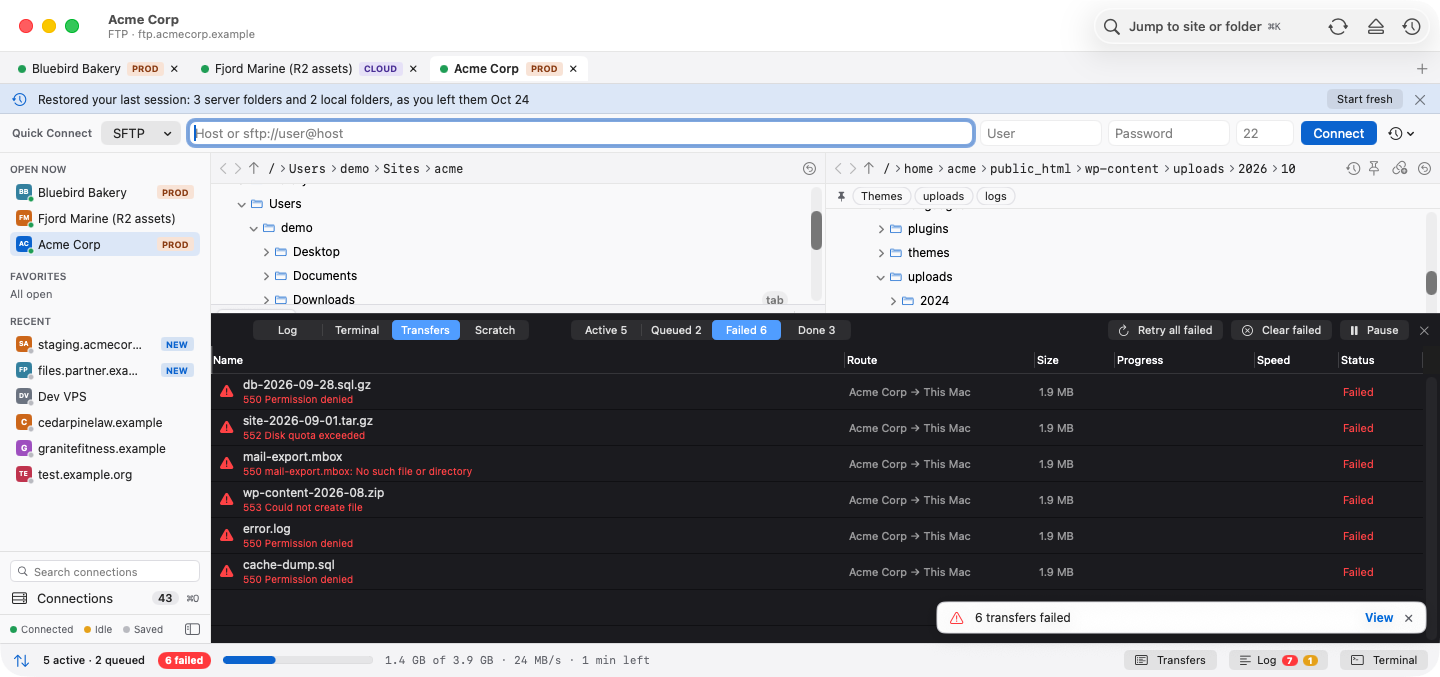 Acme Corp
FTP · ftp.acmecorp.example
Jump to site or folder ⌘K
Bluebird Bakery PROD ×
Fjord Marine (R2 assets) CLOUD ×
Acme Corp PROD ×
Restored your last session: 3 server folders and 2 local folders, as you left them Oct 24
Start fresh
Quick Connect SFTP Host or sftp://user@host User Password 22 Connect
OPEN NOW
BB Bluebird Bakery PROD
FM Fjord Marine (R2 assets)
AC Acme Corp PROD
FAVORITES
All open
RECENT
SA staging.acmecor... NEW
FP files.partner.exa... NEW
DV Dev VPS
C cedarpinelaw.example
G granitefitness.example
TE test.example.org
Search connections
Connections 43 ⌘0
Connected Idle Saved
/ > Users > demo > Sites > acme
Users
demo
Desktop
Documents
Downloads
tab
/ > home > acme > public_html > wp-content > uploads > 2026 > 10
Themes uploads logs
plugins
themes
uploads
2024
Log Terminal Transfers Scratch
Active 5 Queued 2 Failed 6 Done 3
Retry all failed Clear failed Pause
Name Route Size Progress Speed Status
db-2026-09-28.sql.gz
550 Permission denied
Acme Corp → This Mac 1.9 MB Failed
site-2026-09-01.tar.gz
552 Disk quota exceeded
Acme Corp → This Mac 1.9 MB Failed
mail-export.mbox
550 mail-export.mbox: No such file or directory
Acme Corp → This Mac 1.9 MB Failed
wp-content-2026-08.zip
553 Could not create file
Acme Corp → This Mac 1.9 MB Failed
error.log
550 Permission denied
Acme Corp → This Mac 1.9 MB Failed
cache-dump.sql
550 Permission denied
Acme Corp → This Mac 1.9 MB Failed
6 transfers failed View ×
5 active · 2 queued 6 failed 1.4 GB of 3.9 GB · 24 MB/s · 1 min left
Transfers Log 7 1 Terminal